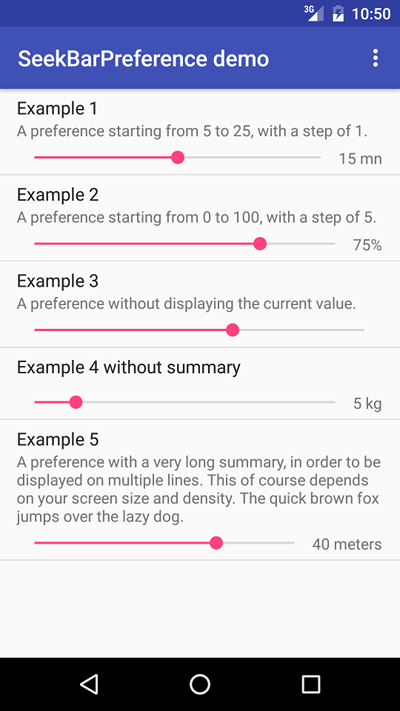 3G 10:50
SeekBarPreference demo
Example 1
A preference starting from 5 to 25, with a step of 1.
15 mn
Example 2
A preference starting from 0 to 100, with a step of 5.
75%
Example 3
A preference without displaying the current value.
Example 4 without summary
5 kg
Example 5
A preference with a very long summary, in order to be
displayed on multiple lines. This of course depends
on your screen size and density. The quick brown fox
jumps over the lazy dog.
40 meters